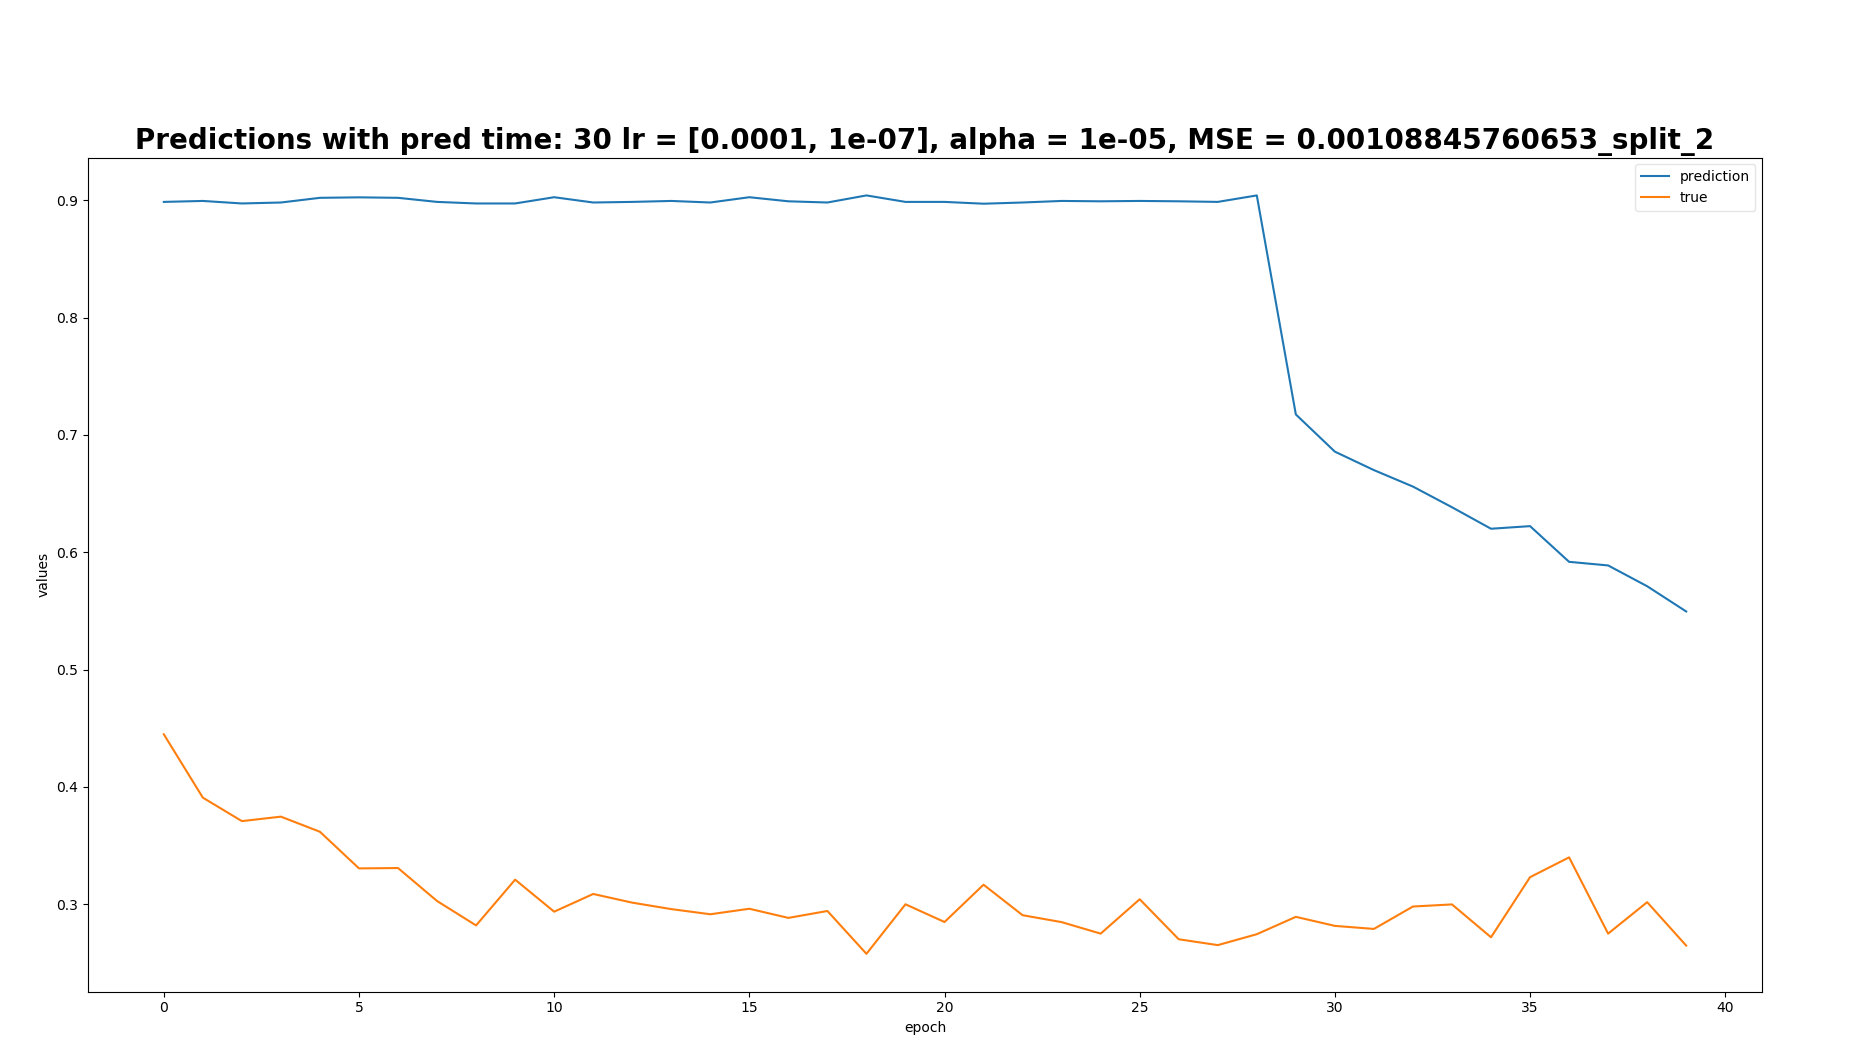 Predictions with pred time: 30 lr = [0.0001, 1e-07], alpha = 1e-05, MSE = 0.00108845760653_split_2
prediction
true
0.9
0.8
0.7
0.6
0.5
0.4
0.3
values
0 5 10 15 20 25 30 35 40
epoch